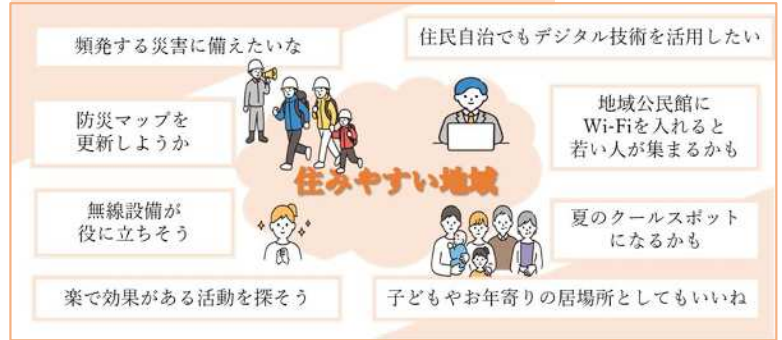 頻発する災害に備えたいな
住民自治でもデジタル技術を活用したい
防災マップを
更新しようか
地域公民館に
Wi-Fiを入れると
若い人が集まるかも
住みやすい地域
無線設備が
役に立ちそう
夏のクールスポット
になるかも
楽で効果がある活動を探そう
子どもやお年寄りの居場所としてもいいね